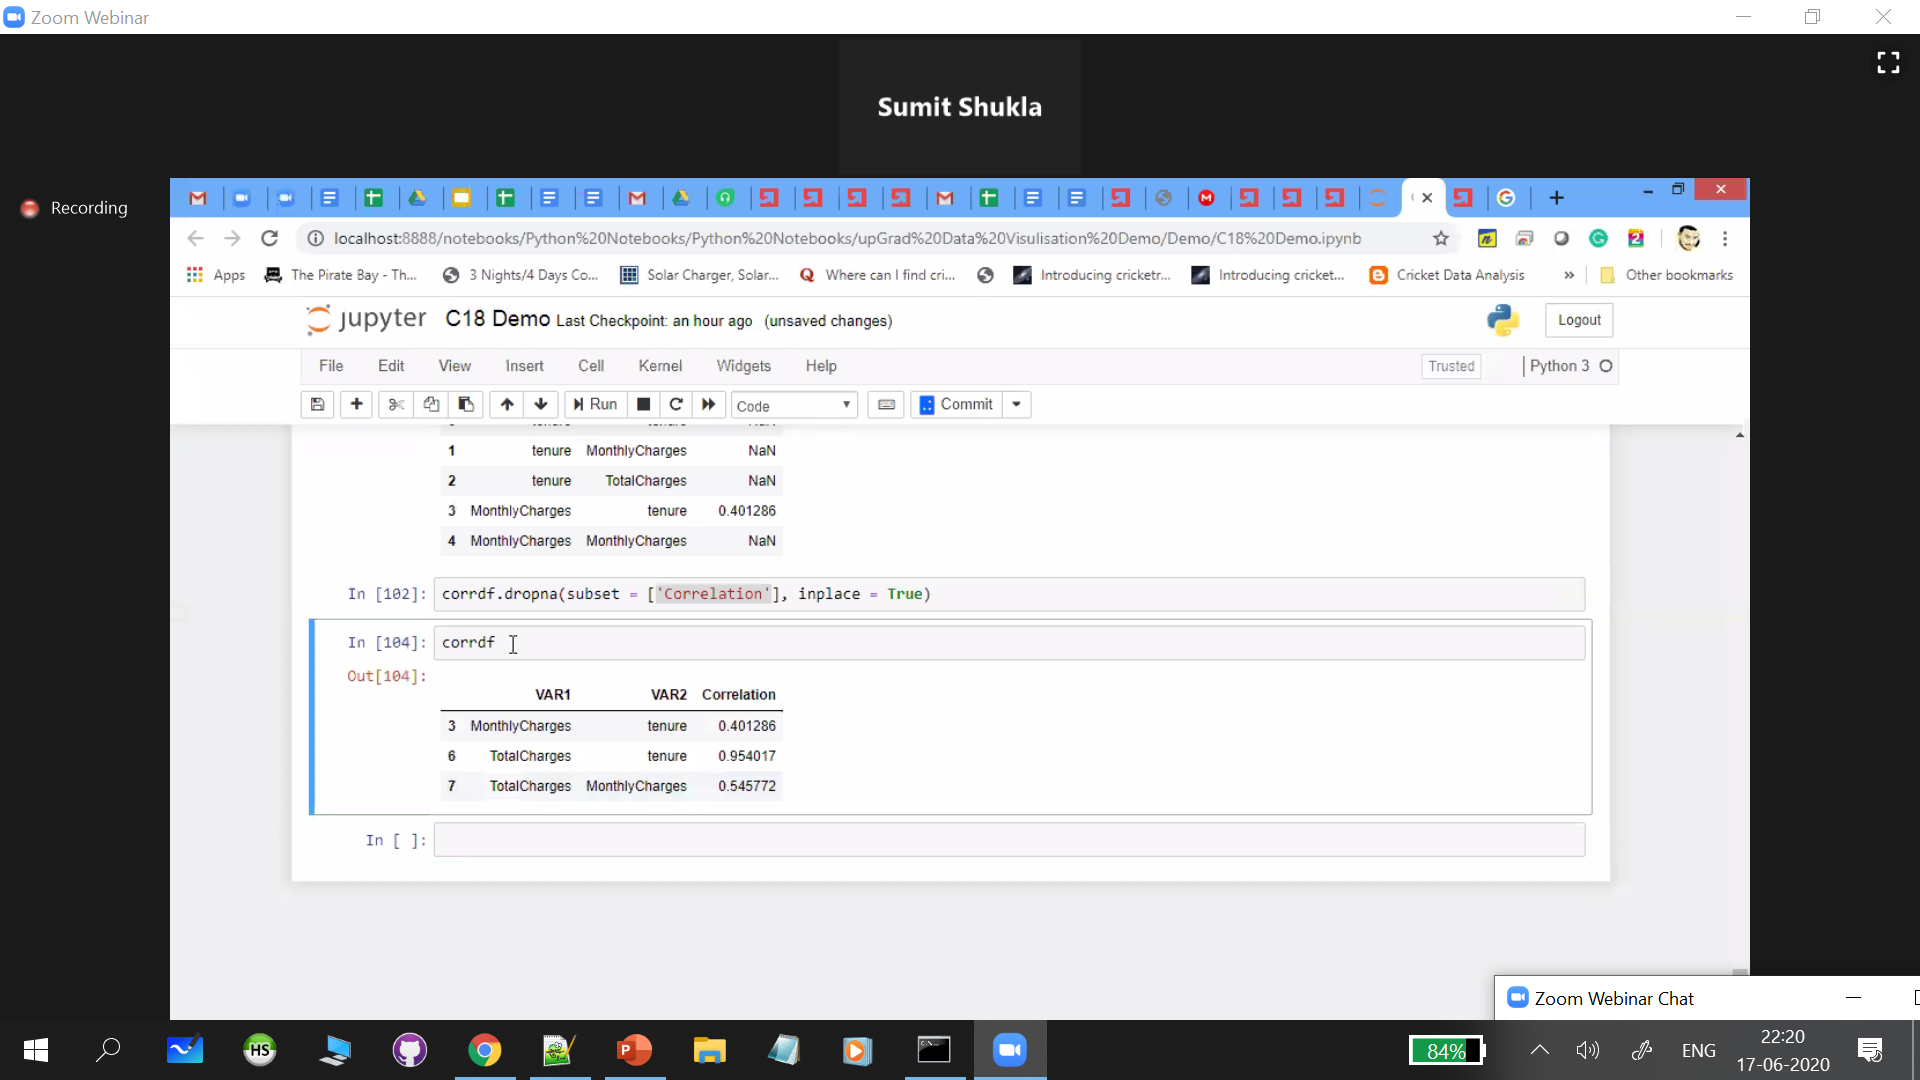 Zoom Webinar
Sumit Shukla
Recording
localhost:8888/notebooks/Python%20Notebooks/Python%20Notebooks/upGrad%20Data%20Visulisation%20Demo/Demo/C18%20Demo.ipynb
Apps The Pirate Bay - Th... 3 Nights/4 Days Co... Solar Charger, Solar... Where can I find cri... Introducing cricketr... Introducing cricket... Cricket Data Analysis » Other bookmarks
jupyter C18 Demo Last Checkpoint: an hour ago (unsaved changes) Logout
File Edit View Insert Cell Kernel Widgets Help Trusted Python 3
Run Code Commit
1 tenure MonthlyCharges NaN
2 tenure TotalCharges NaN
3 MonthlyCharges tenure 0.401286
4 MonthlyCharges MonthlyCharges NaN
In [102]: corrdf.dropna(subset = ['Correlation'], inplace = True)
In [104]: corrdf
Out[104]:
VAR1 VAR2 Correlation
3 MonthlyCharges tenure 0.401286
6 TotalCharges tenure 0.954017
7 TotalCharges MonthlyCharges 0.545772
In [ ]:
Zoom Webinar Chat
HS
84%
ENG
22:20
17-06-2020